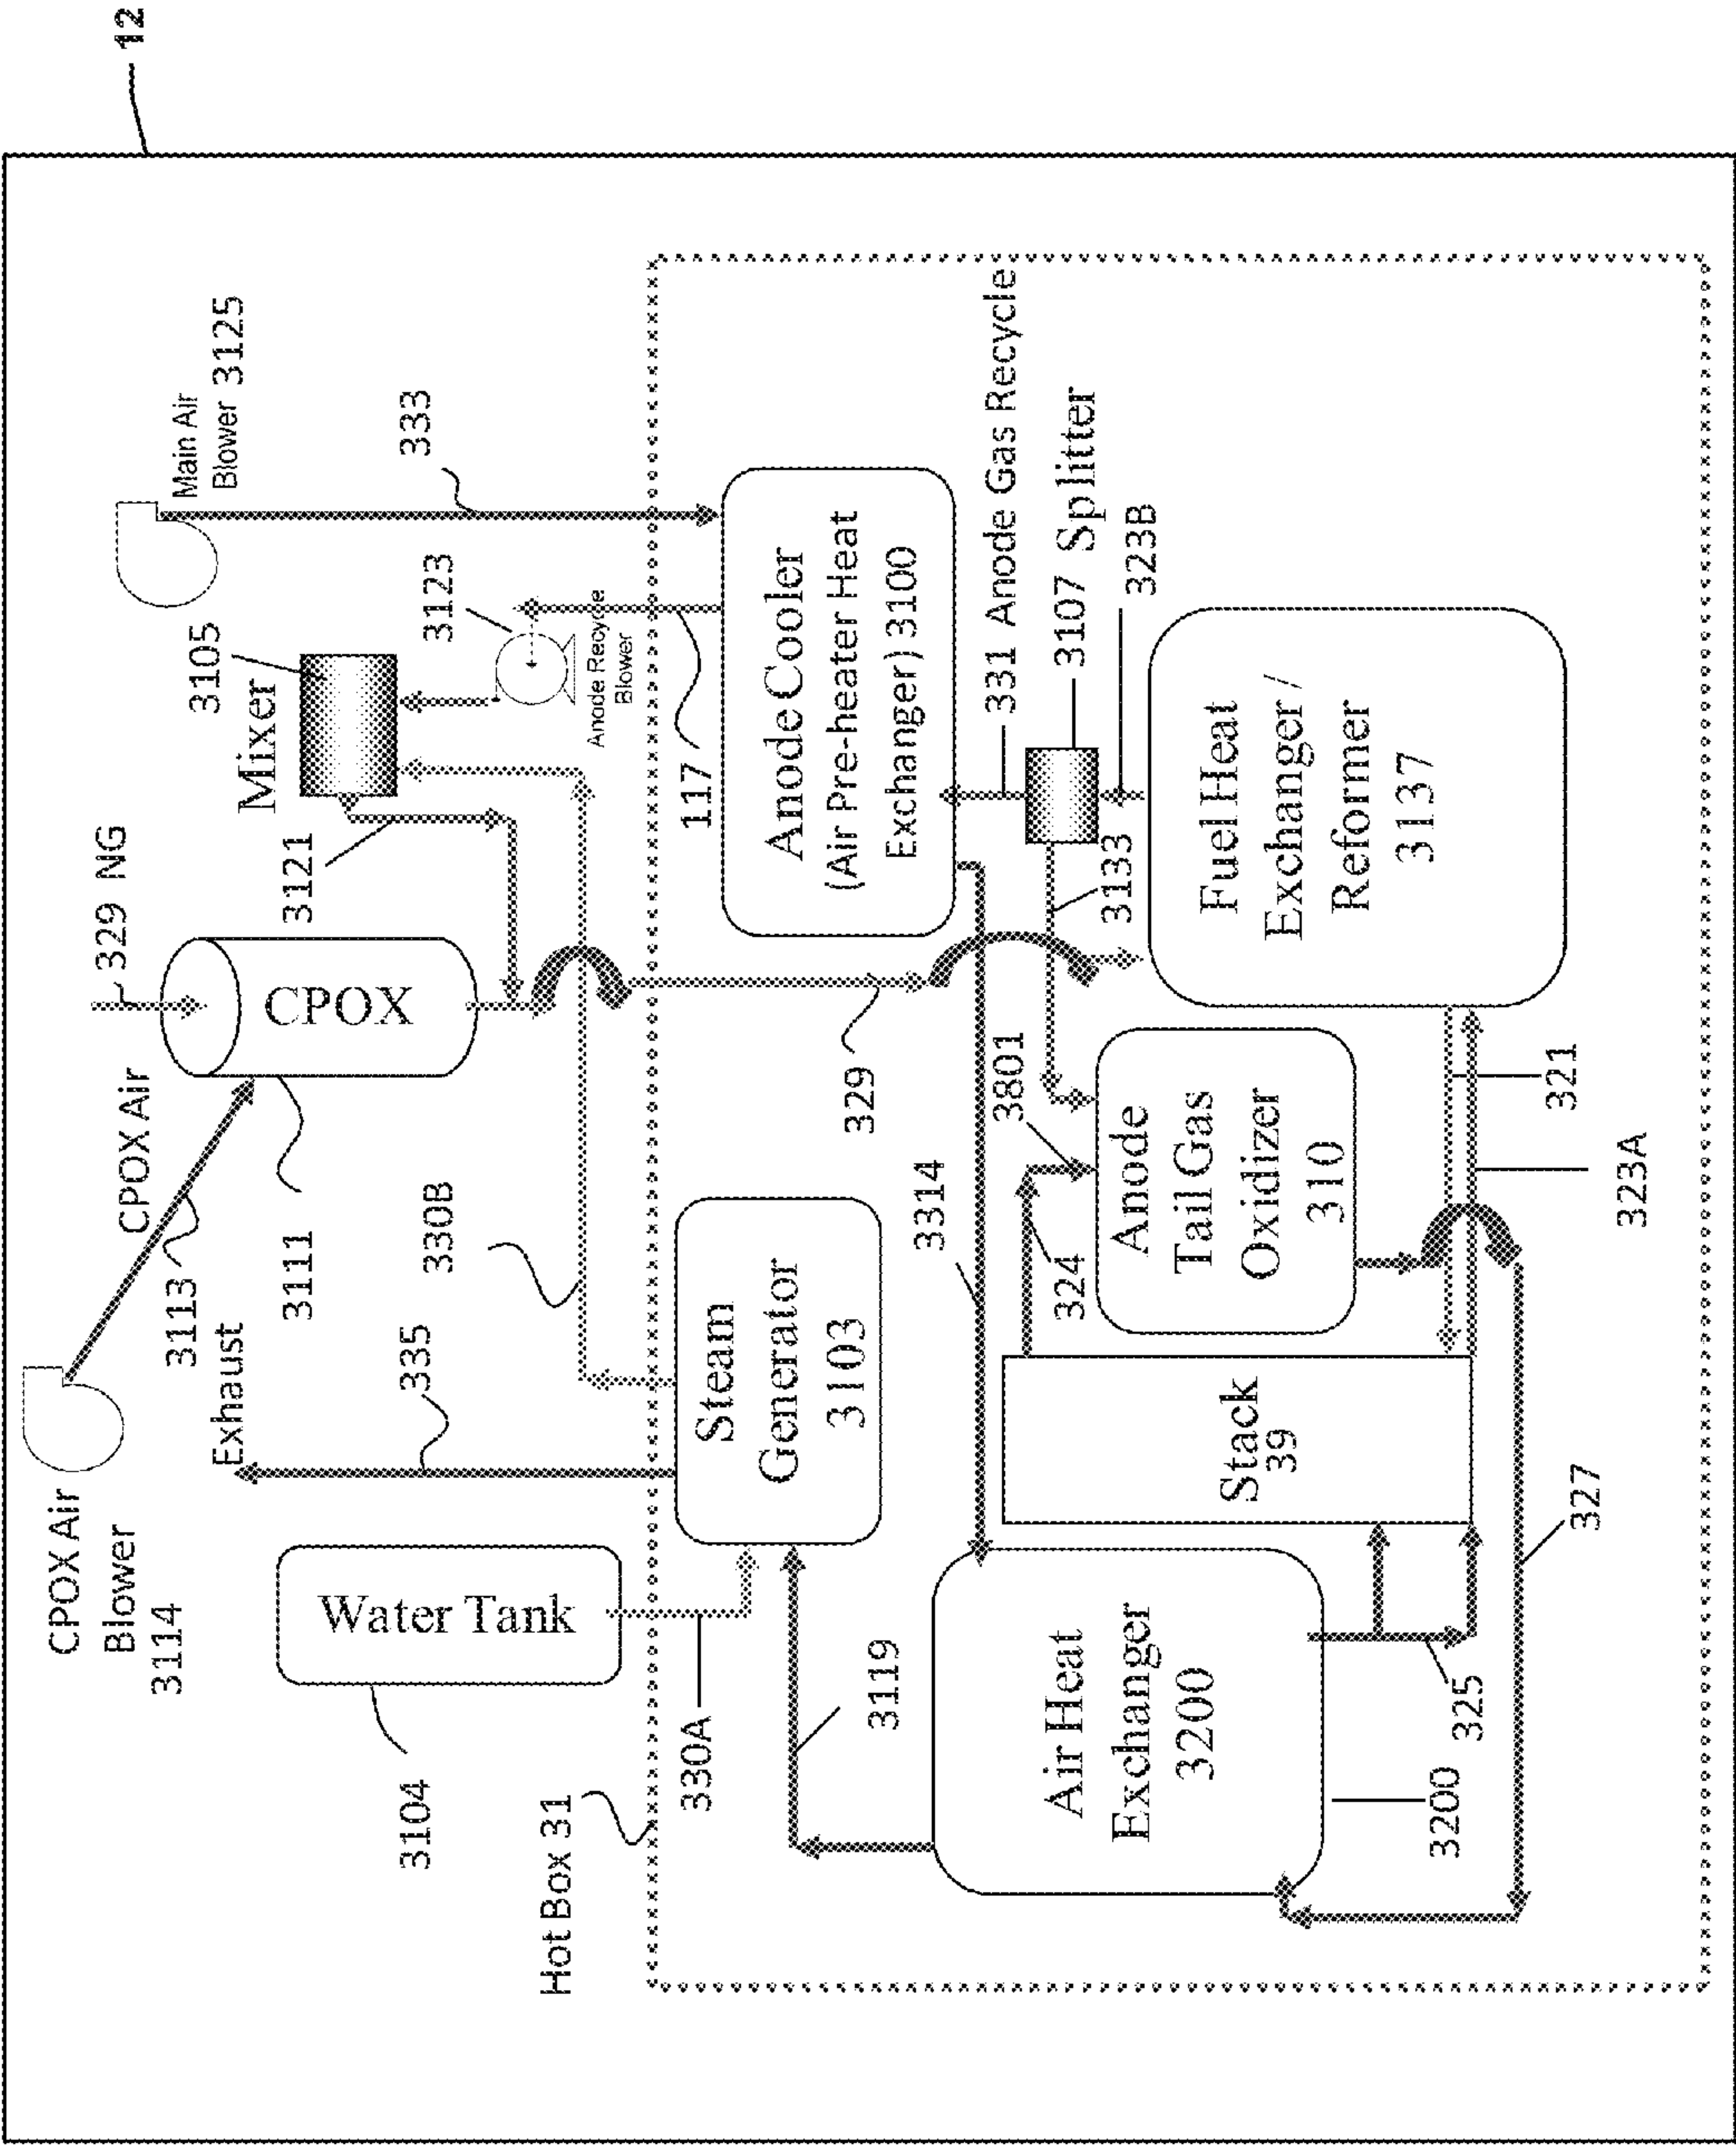 12
CPOX Air
Blower
3114
3113
CPOX Air
329 NG
CPOX
3111
Exhaust
335
3121
Mixer
3105
3123
Anode Recycle
Blower
Main Air
Blower 3125
333
Water Tank
3104
330A
330B
117
Hot Box 31
Steam
Generator
3103
3119
329
3314
Anode Cooler
(Air Pre-heater Heat
Exchanger) 3100
331 Anode Gas Recycle
3107 Splitter
323B
3133
3801
324
Air Heat
Exchanger
3200
3200
325
Stack
39
Anode
Tail Gas
Oxidizer
310
Fuel Heat
Exchanger /
Reformer
3137
321
323A
327